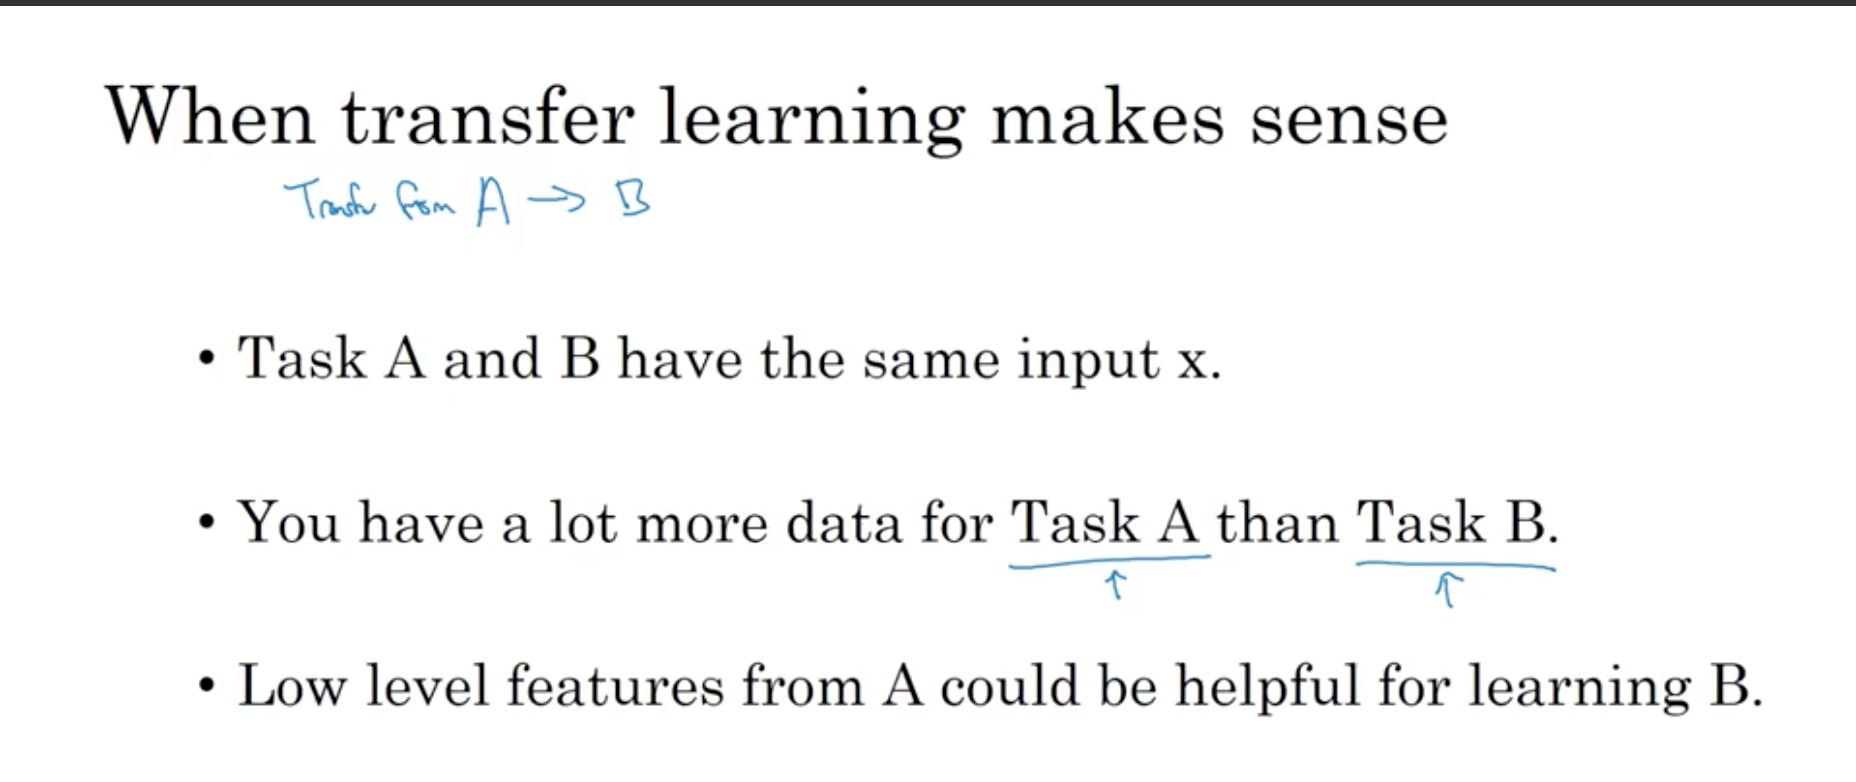 When transfer learning makes sense
Transfer from A → B
• Task A and B have the same input x.
• You have a lot more data for Task A than Task B.
↑ ↑
• Low level features from A could be helpful for learning B.